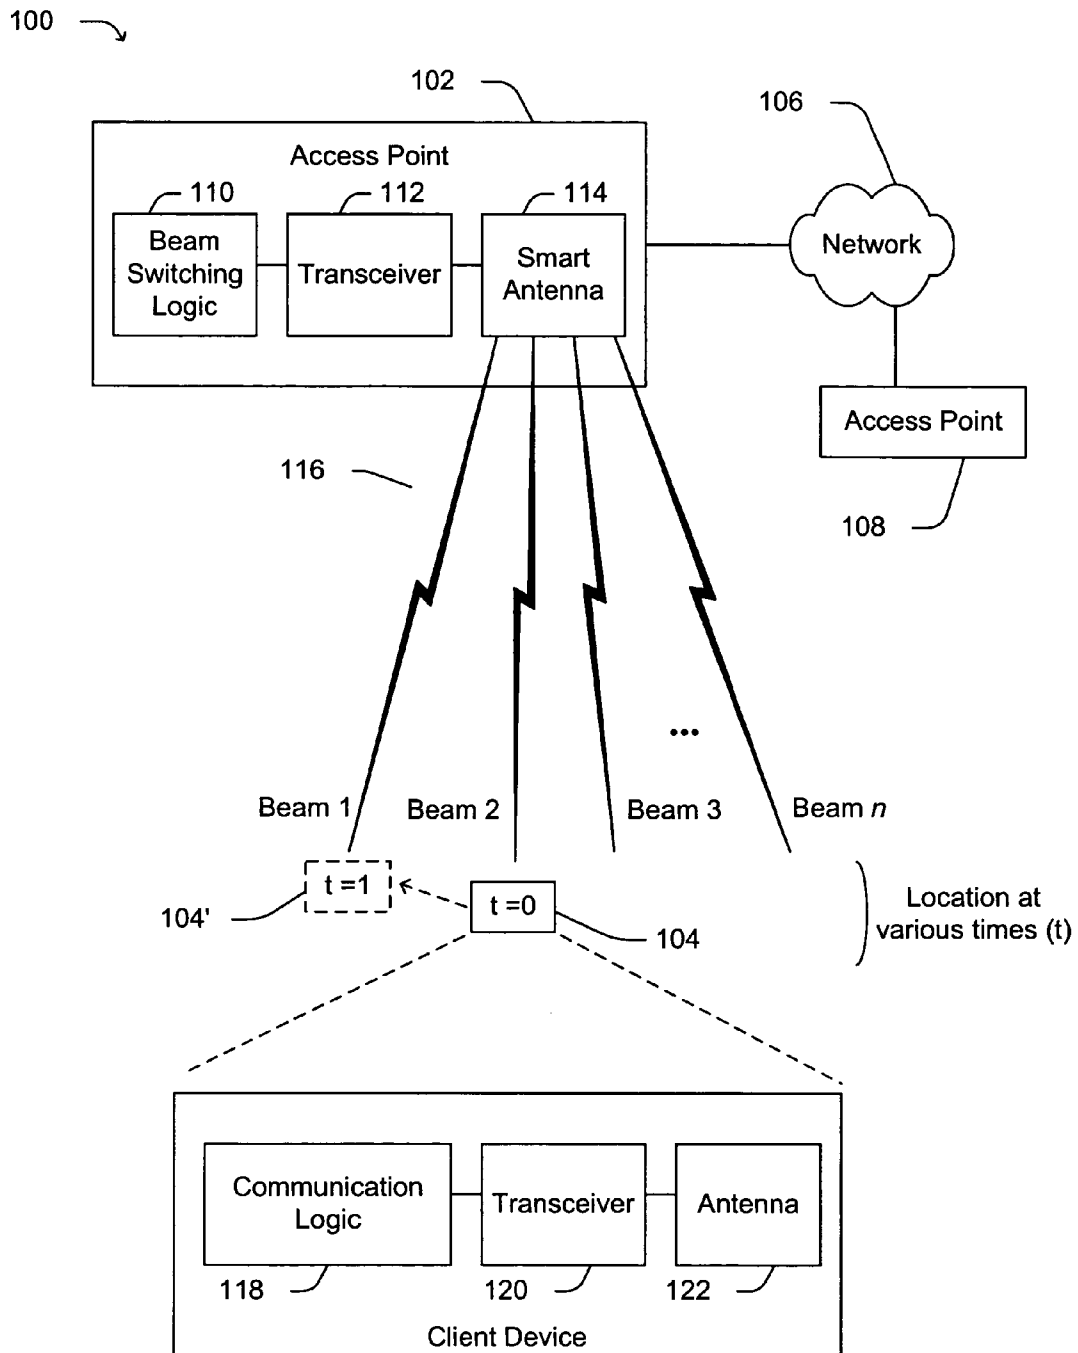 100
102
106
Access Point
110
112
114
Beam
Switching
Logic
Transceiver
Smart
Antenna
Network
Access Point
116
108
...
Beam 1
Beam 2
Beam 3
Beam n
t =1
t =0
104'
104
Location at
various times (t)
Communication
Logic
Transceiver
Antenna
118
120
122
Client Device